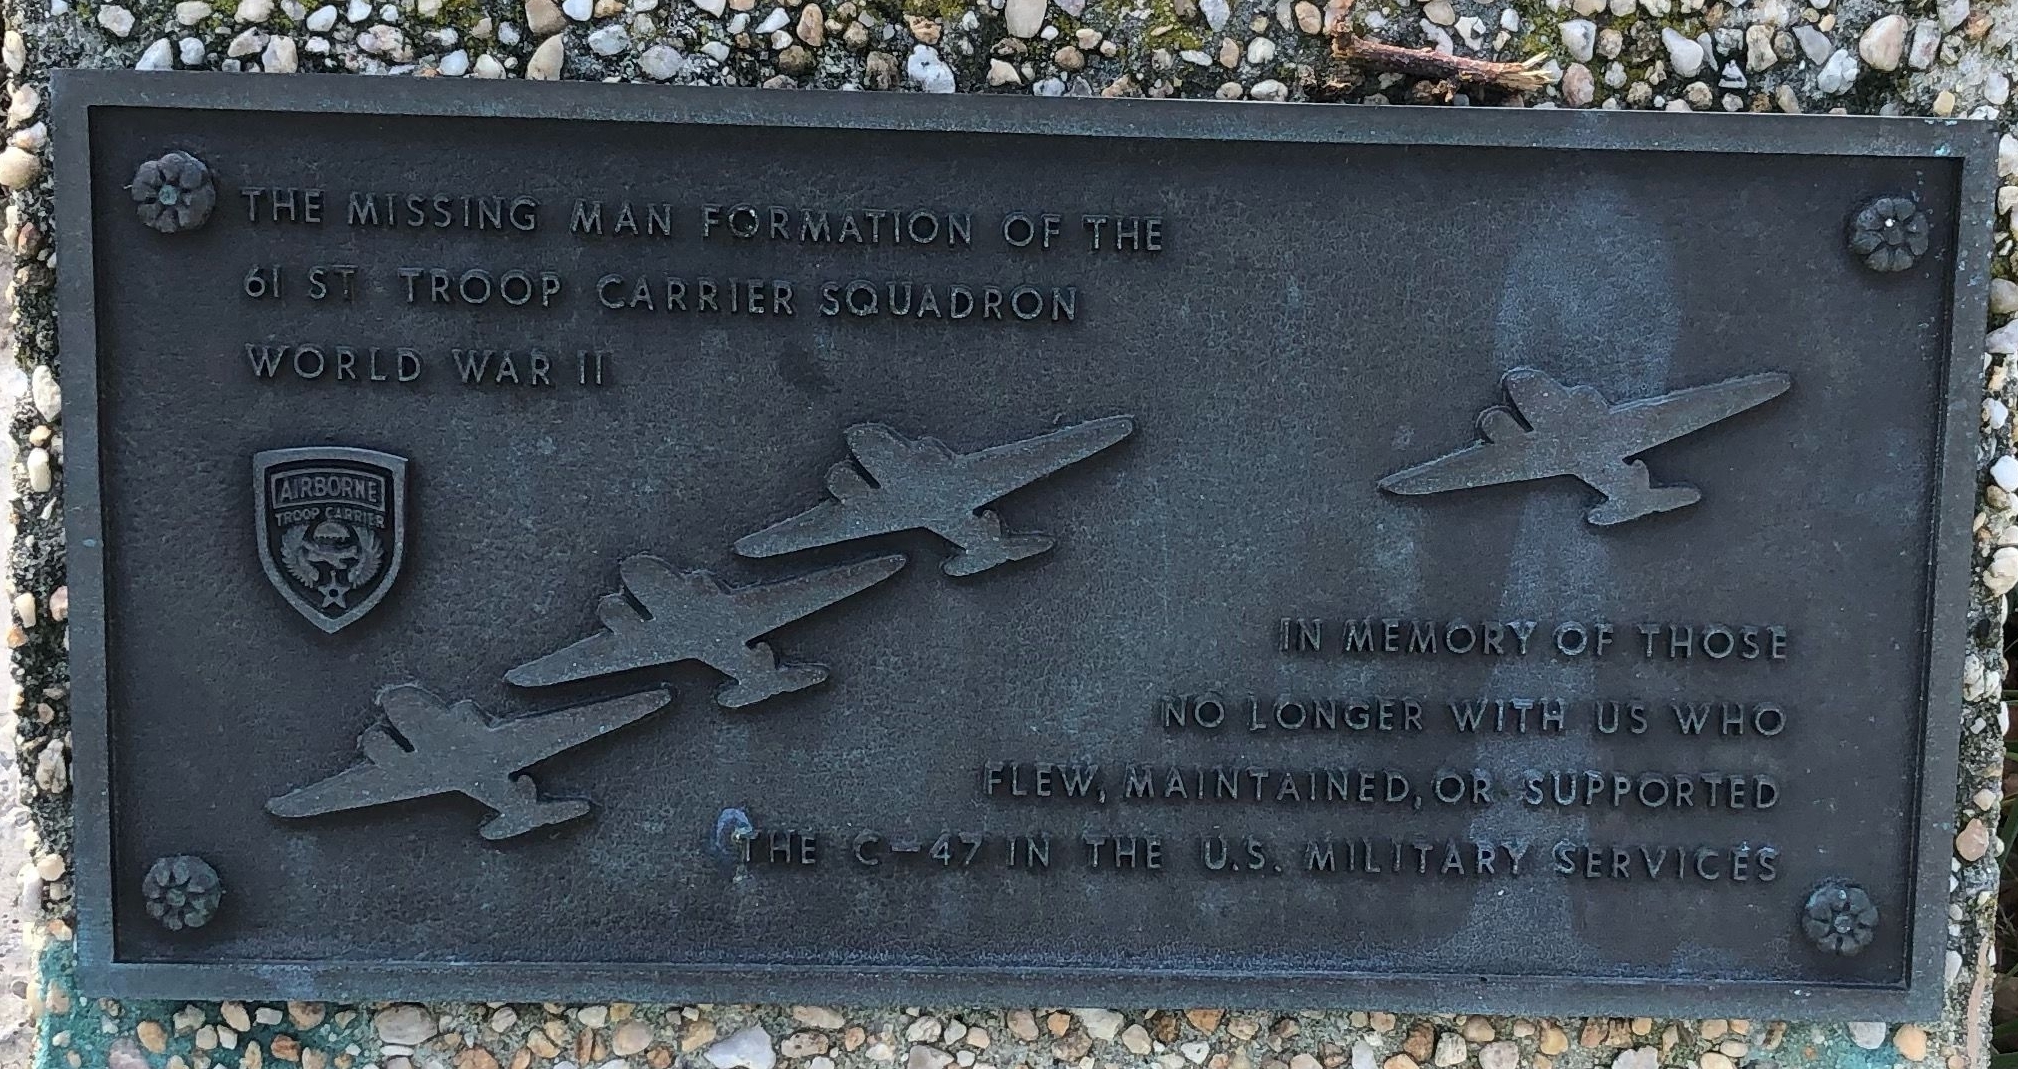 THE MISSING MAN FORMATION OF THE
61 ST TROOP CARRIER SQUADRON
WORLD WAR II
AIRBORNE
TROOP CARRIER
IN MEMORY OF THOSE
NO LONGER WITH US WHO
FLEW, MAINTAINED, OR SUPPORTED
THE C-47 IN THE U.S. MILITARY SERVICES